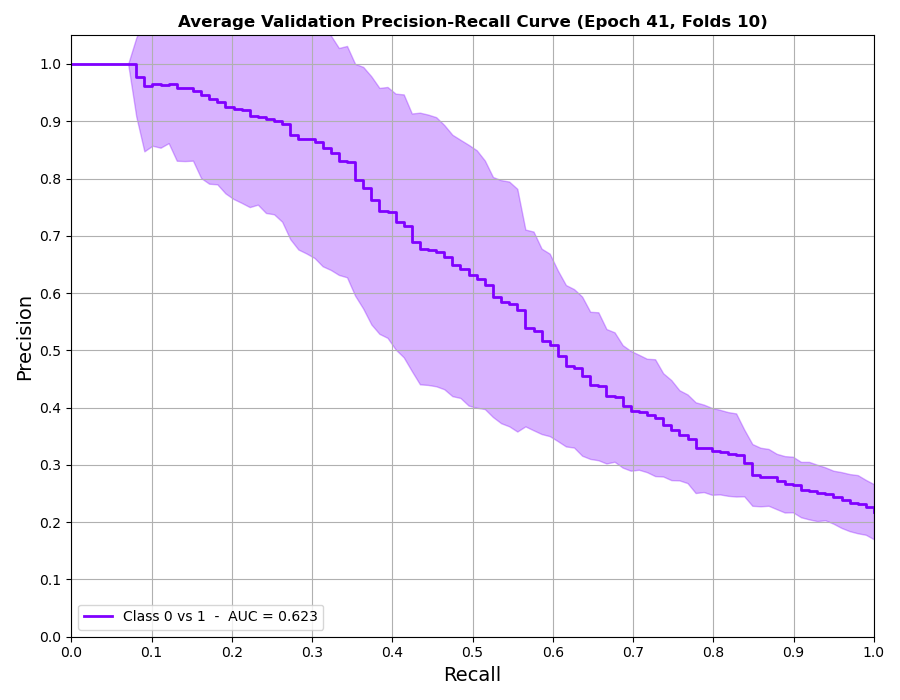 Average Validation Precision-Recall Curve (Epoch 41, Folds 10)
Precision
1.0
0.9
0.8
0.7
0.6
0.5
0.4
0.3
0.2
0.1
0.0
Class 0 vs 1 - AUC = 0.623
0.0 0.1 0.2 0.3 0.4 0.5 0.6 0.7 0.8 0.9 1.0
Recall